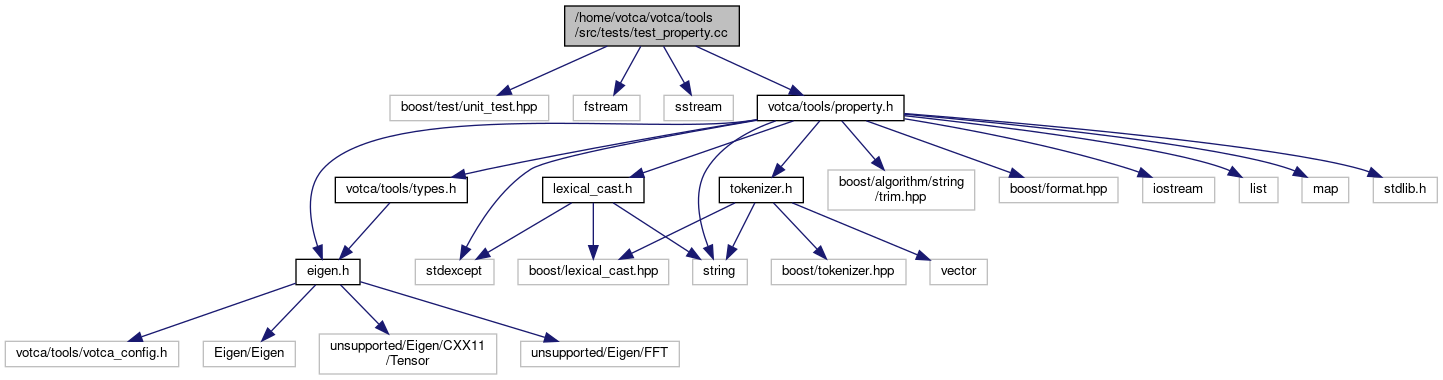 /home/votca/votca/tools
/src/tests/test_property.cc
boost/test/unit_test.hpp
fstream
sstream
votca/tools/property.h
votca/tools/types.h
lexical_cast.h
tokenizer.h
boost/algorithm/string
/trim.hpp
boost/format.hpp
iostream
list
map
stdlib.h
eigen.h
stdexcept
boost/lexical_cast.hpp
string
boost/tokenizer.hpp
vector
votca/tools/votca_config.h
Eigen/Eigen
unsupported/Eigen/CXX11
/Tensor
unsupported/Eigen/FFT